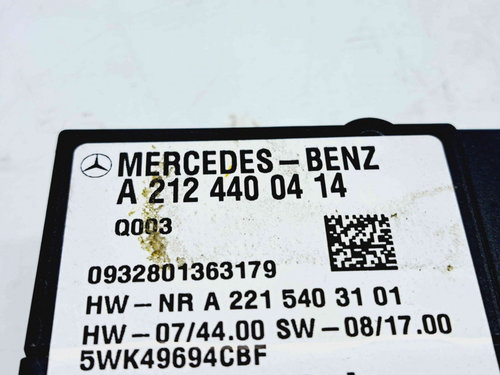 MERCEDES-BENZ
A 212 440 04 14
Q003
0932801363179
HW-NR A 221 540 31 01
HW-07/44.00 SW-08/17.00
5WK49694CBF